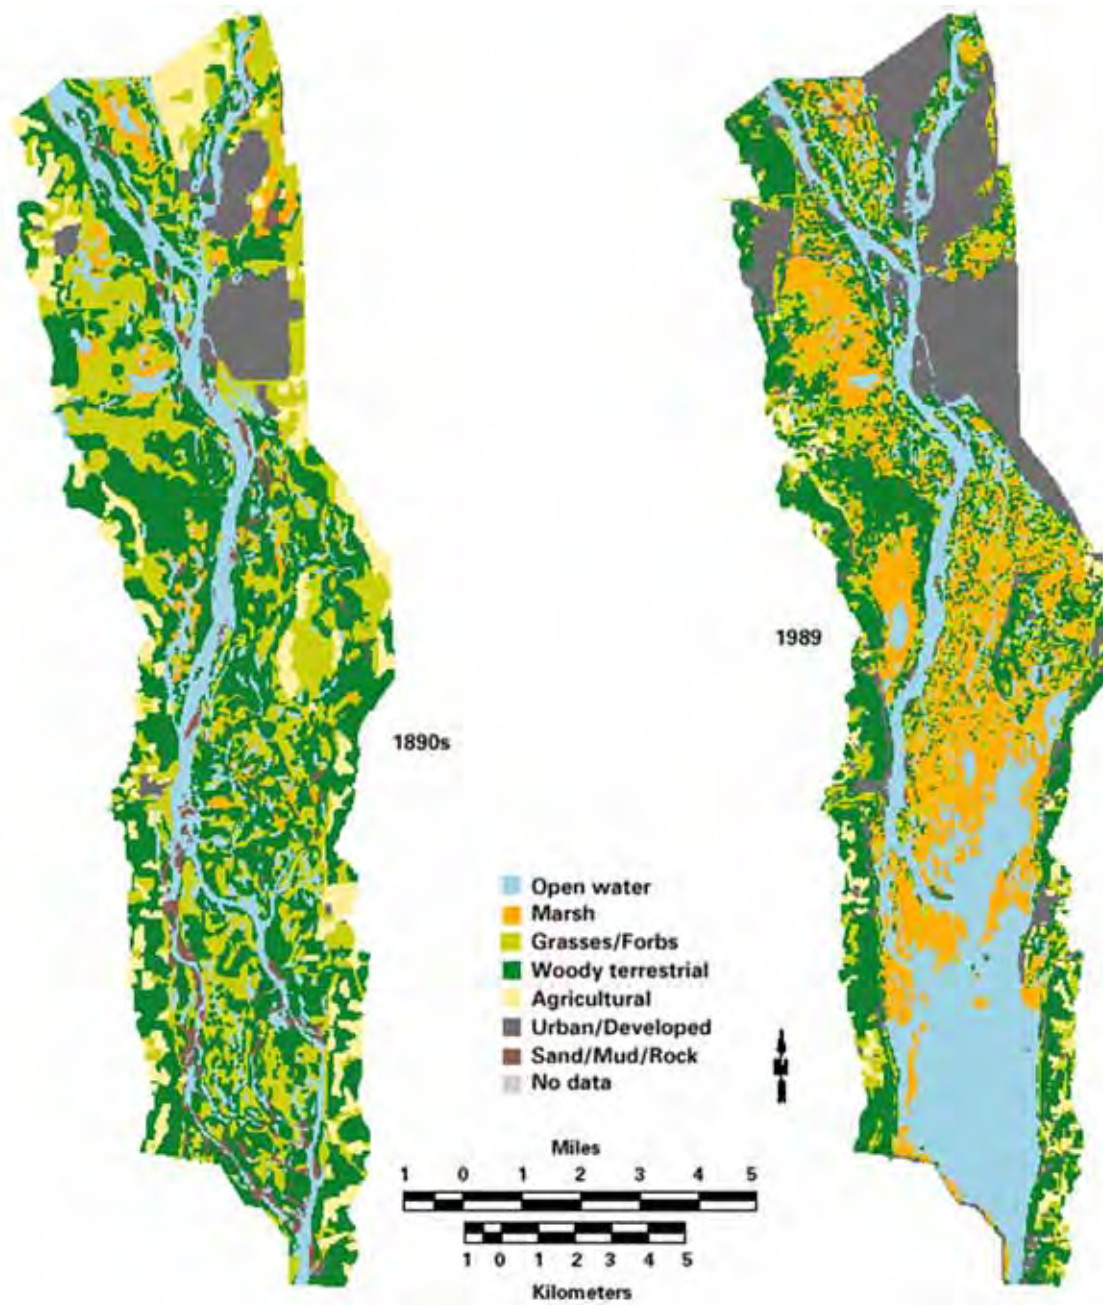 1989
1890s
Open water
Marsh
Grasses/Forbs
Woody terrestrial
Agricultural
Urban/Developed
Sand/Mud/Rock
No data
N
Miles
1 0 1 2 3 4 5
1 0 1 2 3 4 5
Kilometers